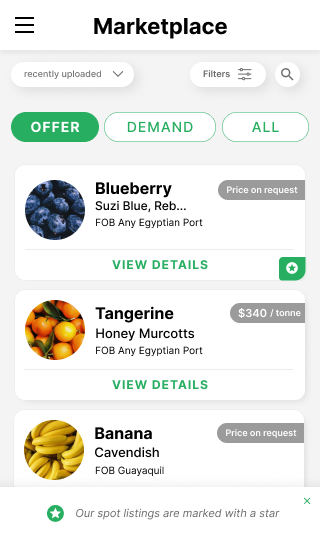 Marketplace
recently uploaded
Filters
OFFER
DEMAND
ALL
Blueberry
Price on request
Suzi Blue, Reb...
FOB Any Egyptian Port
VIEW DETAILS
Tangerine
$340 / tonne
Honey Murcotts
FOB Any Egyptian Port
VIEW DETAILS
Banana
Price on request
Cavendish
FOB Guayaquil
Our spot listings are marked with a star